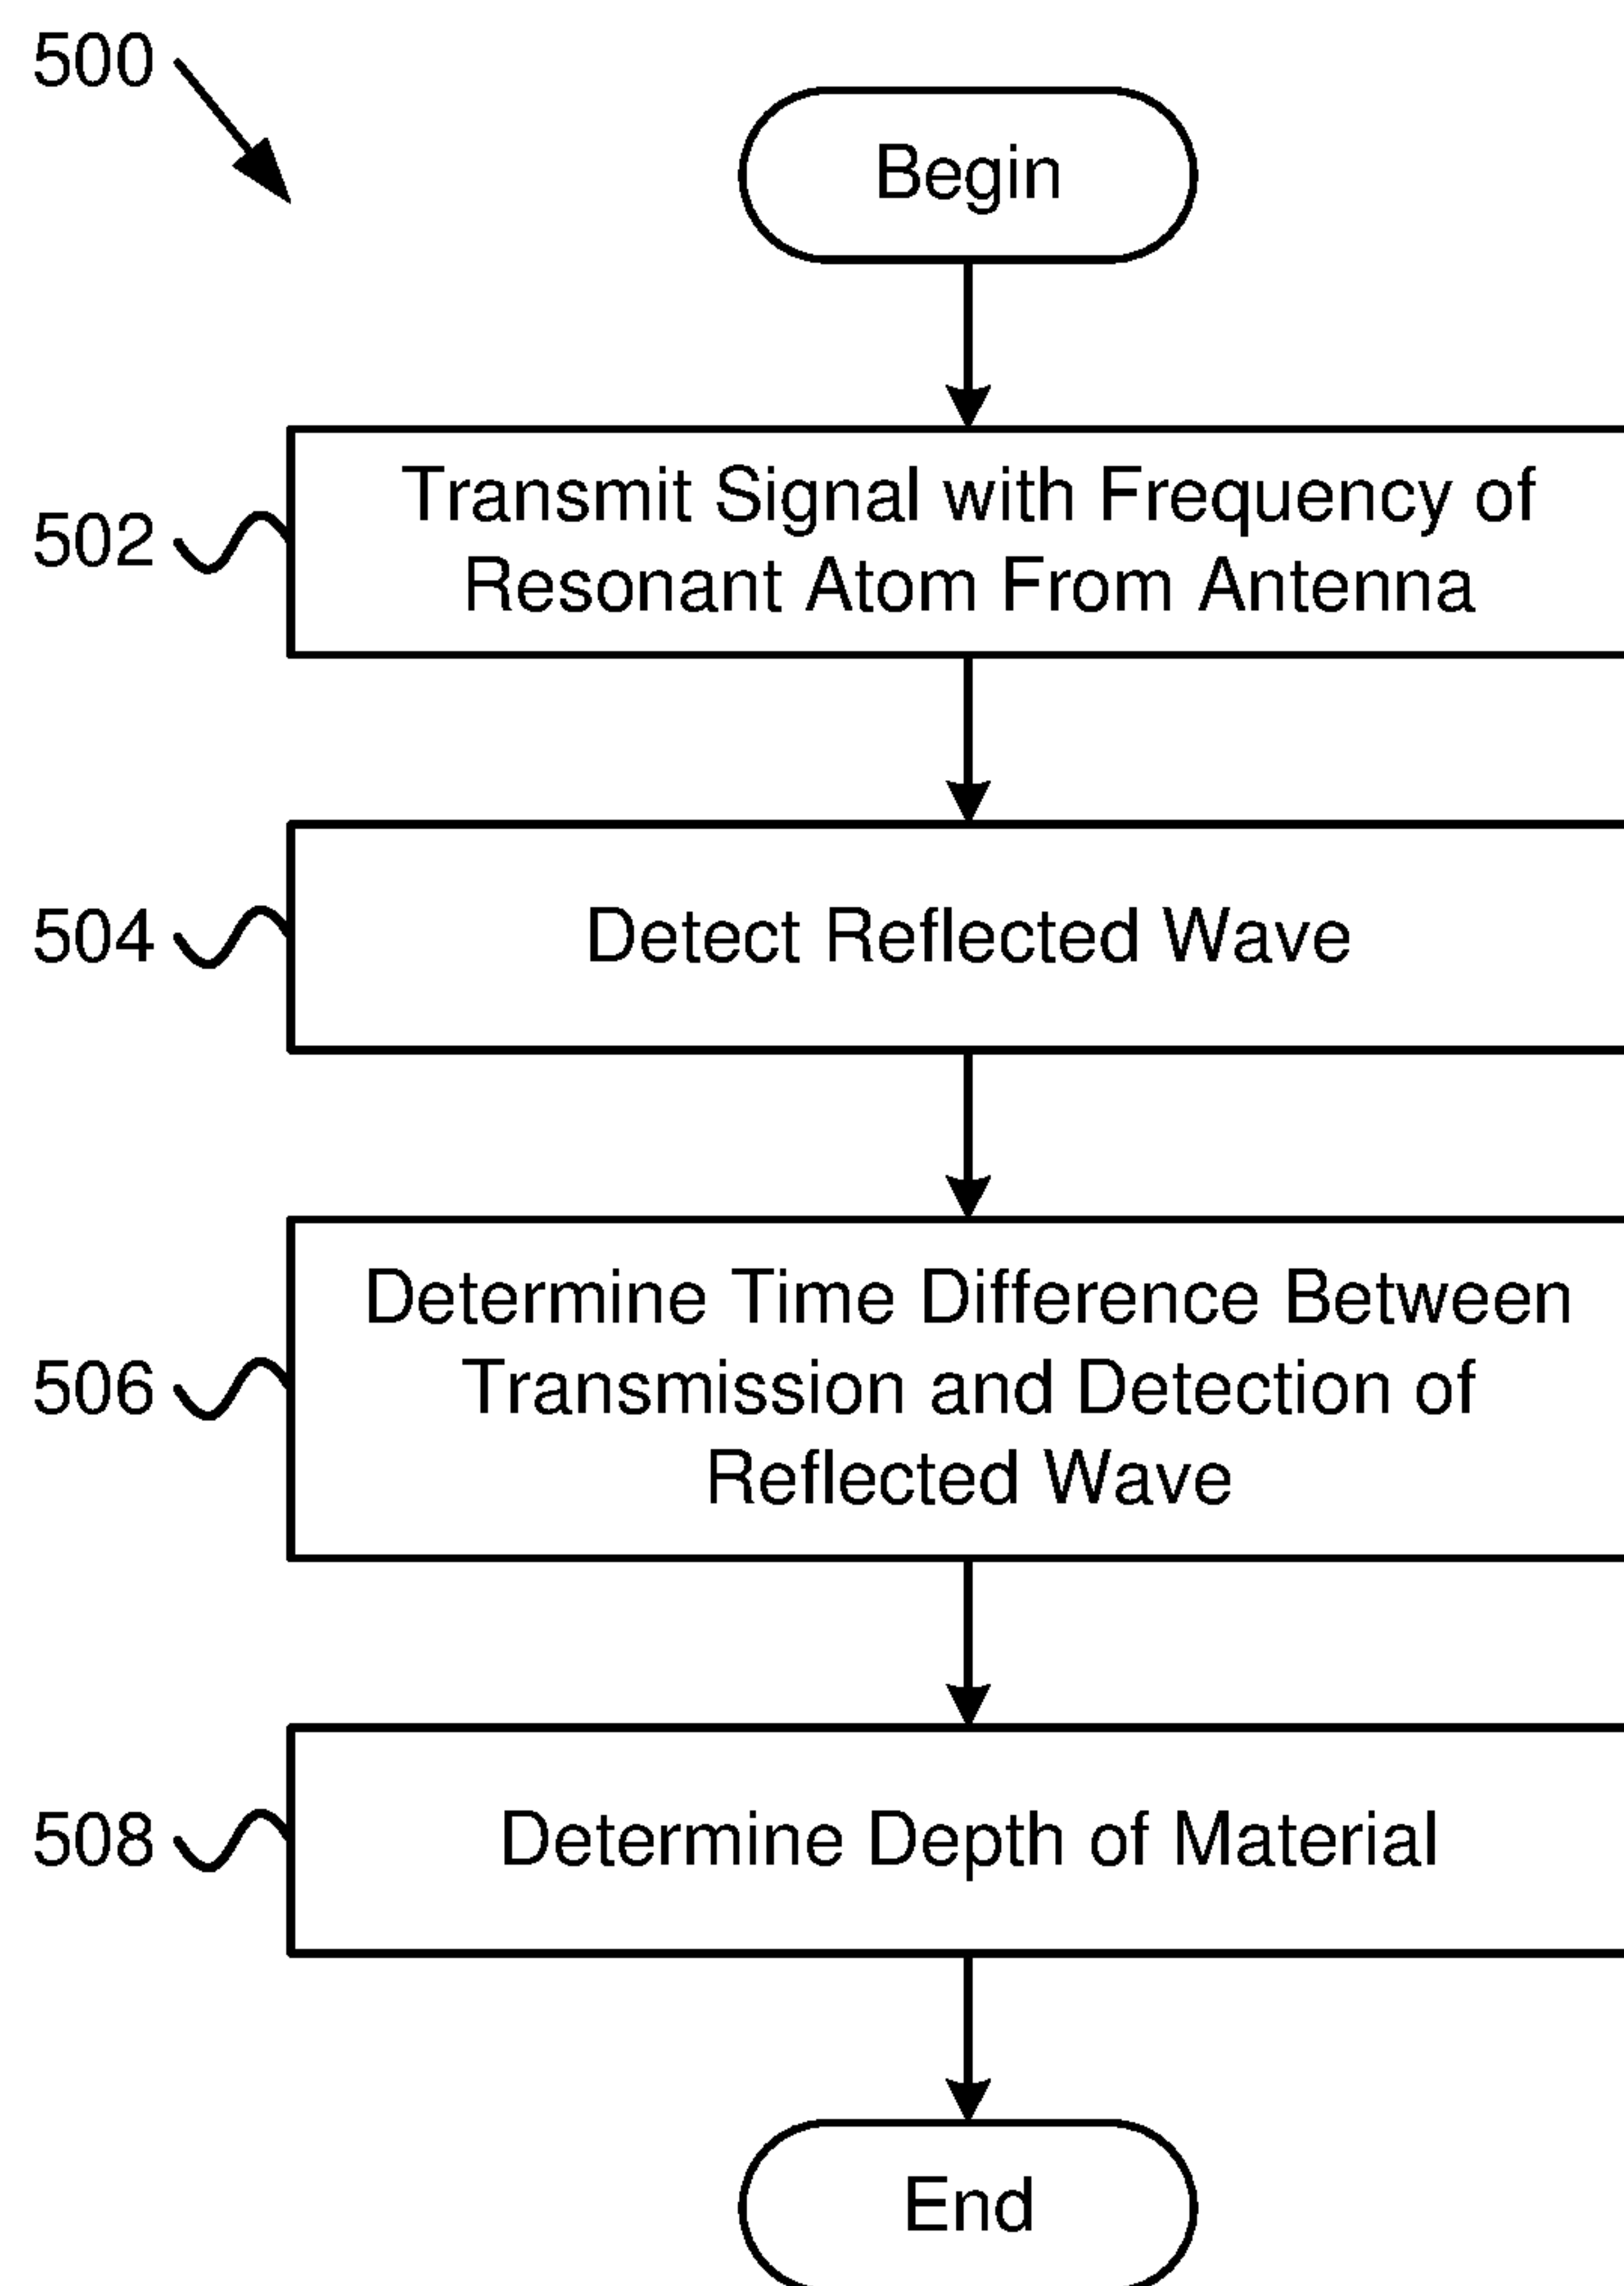 500
Begin
502
Transmit Signal with Frequency of
Resonant Atom From Antenna
504
Detect Reflected Wave
506
Determine Time Difference Between
Transmission and Detection of
Reflected Wave
508
Determine Depth of Material
End